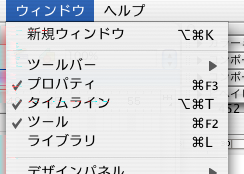 ウィンドウ ヘルプ
新規ウィンドウ ⌥⌘K
ツールバー ▶
✓ プロパティ ⌘F3
✓ タイムライン ⌥⌘T
✓ ツール ⌘F2
ライブラリ ⌘L
デザインパネル